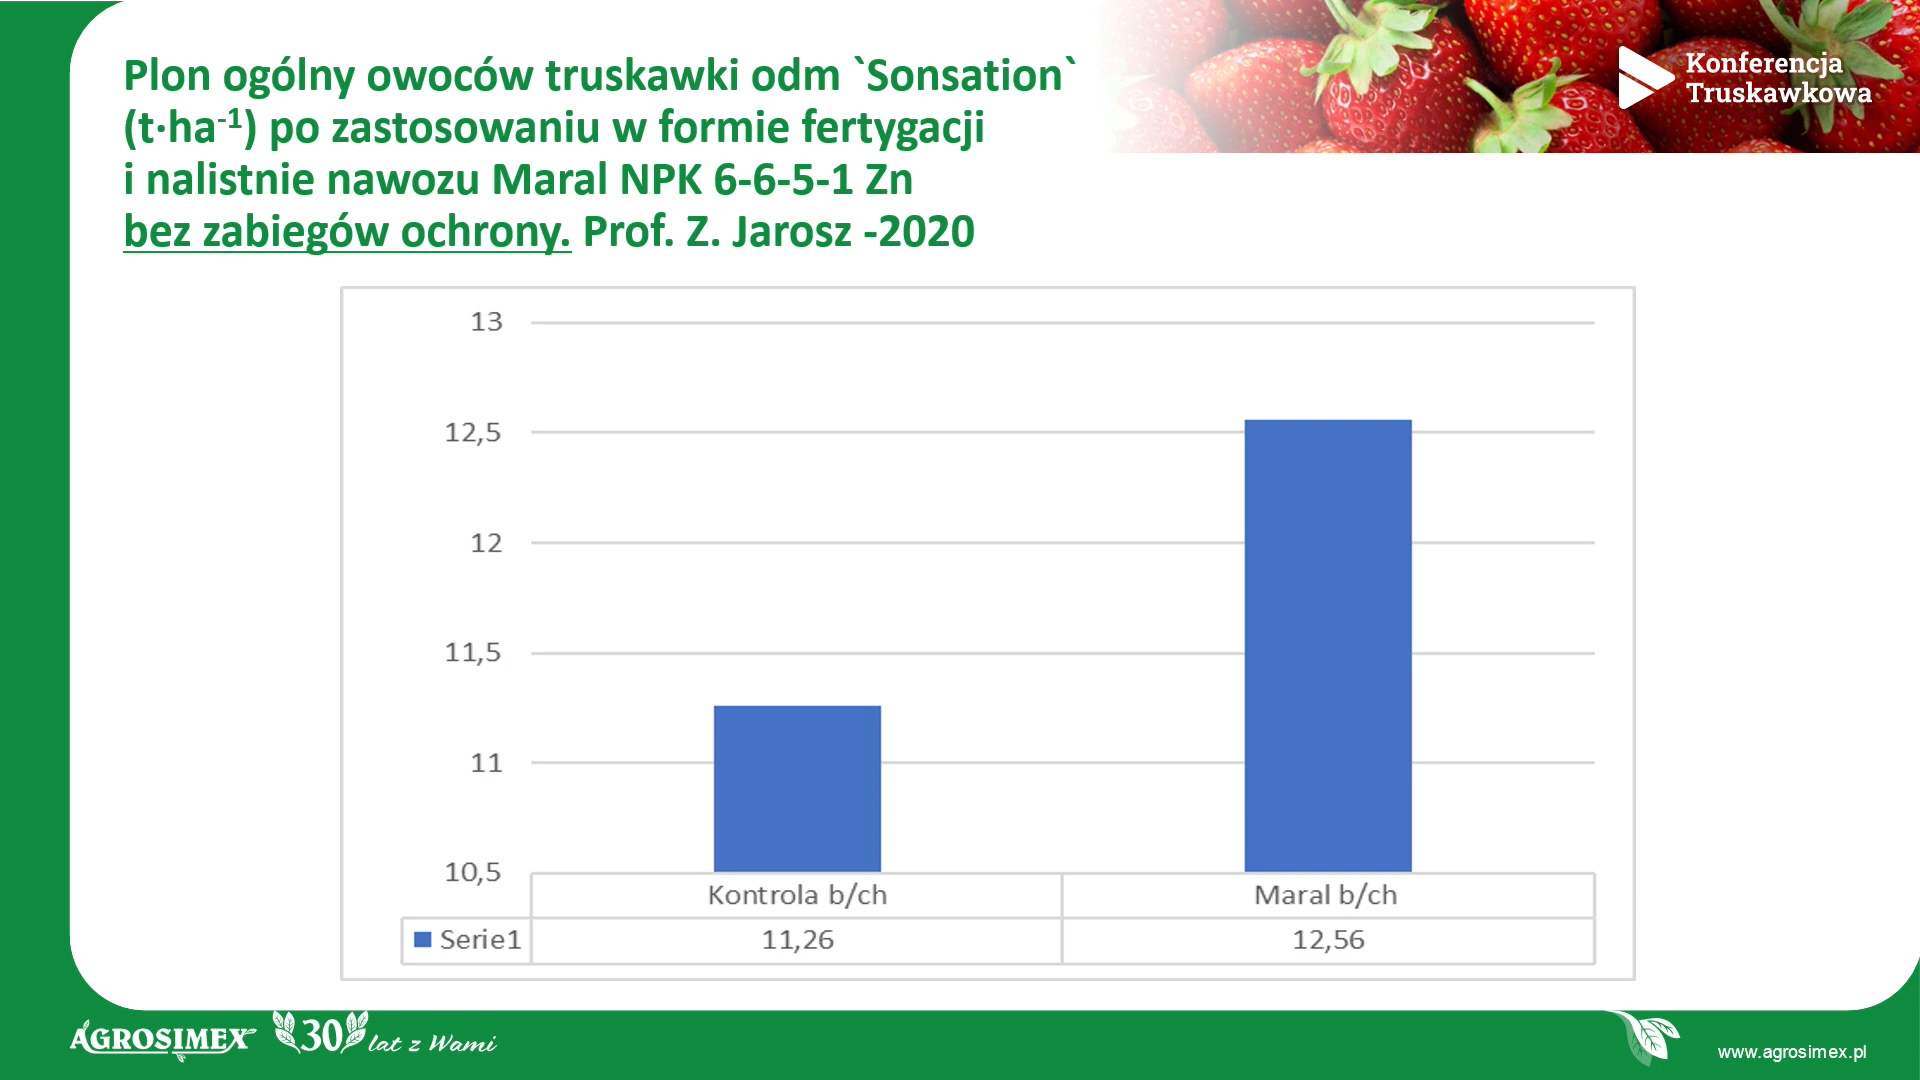 Plon ogólny owoców truskawki odm `Sonsation`
(t·ha⁻¹) po zastosowaniu w formie fertygacji
i nalistnie nawozu Maral NPK 6-6-5-1 Zn
bez zabiegów ochrony. Prof. Z. Jarosz -2020
Konferencja
Truskawkowa
13
12,5
12
11,5
11
10,5
Kontrola b/ch Maral b/ch
Serie1 11,26 12,56
AGROSIMEX 30 lat z Wami
www.agrosimex.pl